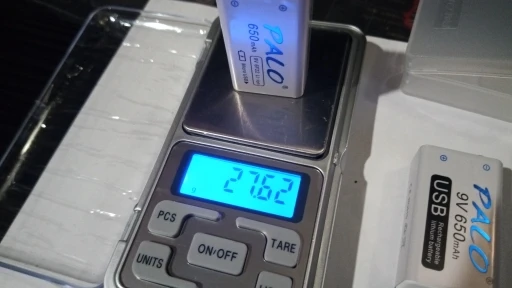 PALO
650mAh
27.62
g
PCS
ON·OFF
TARE
UNITS
PALO
9V 650mAh
USB
Rechargeable
lithium battery